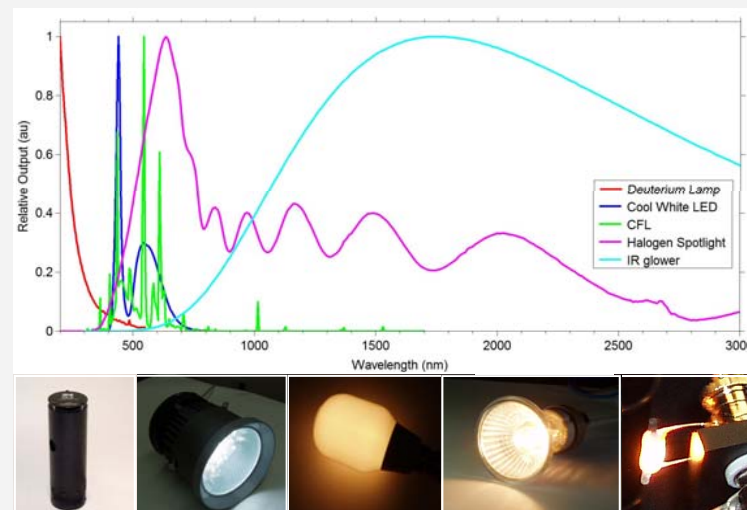 Relative Output (au)
1
0.8
0.6
0.4
0.2
0
Deuterium Lamp
Cool White LED
CFL
Halogen Spotlight
IR glower
500
1000
1500
2000
2500
3000
Wavelength (nm)